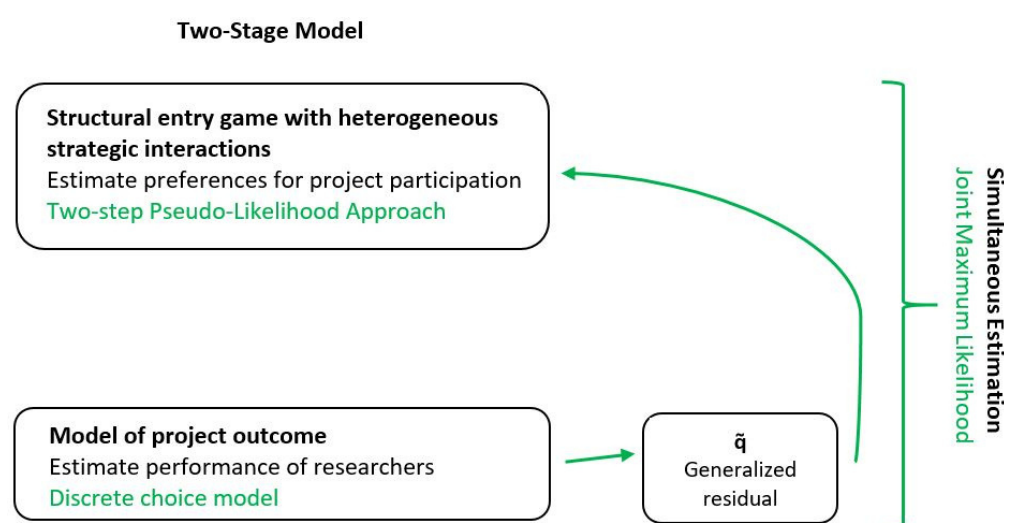 Two-Stage Model
Structural entry game with heterogeneous
strategic interactions
Estimate preferences for project participation
Two-step Pseudo-Likelihood Approach
Model of project outcome
Estimate performance of researchers
Discrete choice model
q̃
Generalized
residual
Simultaneous Estimation
Joint Maximum Likelihood